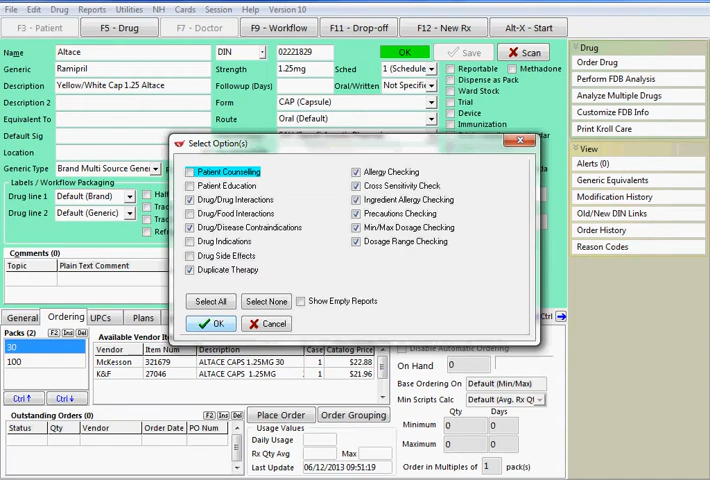 File Drug Reports Utilities NH Cards Session Help Version 10
F3 - Patient F5 - Drug F7 - Doctor F9 - Workflow F11 - Drop-off F12 - New Rx Alt-X - Start
Name Altace DIN 02221829 OK Save Scan
Generic Ramipril Strength 1.25mg Sched 1 (Schedule Reportable Methadone
Description Yellow/White Cap 1.25 Altace Followup (Days) Oral/Written Not Specific Dispense as Pack
Ward Stock
Description 2 Form CAP (Capsule) Trial
Device
Equivalent To Route Oral (Default) Immunization
Default Sig
Location
Generic Type Brand Multi Source Gener
Labels / Workflow Packaging
Drug line 1 Default (Brand)
Drug line 2 Default (Generic)
Comments (0)
Topic Plain Text Comment
Select Option(s)
Patient Counselling Allergy Checking
Patient Education Cross Sensitivity Check
Drug/Drug Interactions Ingredient Allergy Checking
Drug/Food Interactions Precautions Checking
Drug/Disease Contraindications Min/Max Dosage Checking
Drug Indications Dosage Range Checking
Drug Side Effects
Duplicate Therapy
Select All Select None Show Empty Reports
OK Cancel
Drug
Order Drug
Perform FDB Analysis
Analyze Multiple Drugs
Customize FDB Info
Print Kroll Care
View
Alerts (0)
Generic Equivalents
Modification History
Old/New DIN Links
Order History
Reason Codes
General Ordering UPCs Plans Ctrl
Packs (2) F2 Ins Del
30
100
Ctrl Ctrl
Available Vendor
Vendor Item Num Description Case Catalog Price
McKesson 321679 ALTACE CAPS 1.25MG 30 1 $22.88
K&F 27046 ALTACE CAPS 1.25MG 1 $21.96
Disable Automatic Ordering
On Hand 0
Base Ordering On Default (Min/Max)
Min Scripts Calc Default (Avg. Rx Qt
Qty Days
Minimum 0 0
Maximum 0 0
Order in Multiples of 1 pack(s)
Outstanding Orders (0) F2 Ins Del
Status Qty Vendor Order Date PO Num
Place Order Order Grouping
Usage Values
Daily Usage
Rx Qty Avg Max
Last Update 06/12/2013 09:51:19